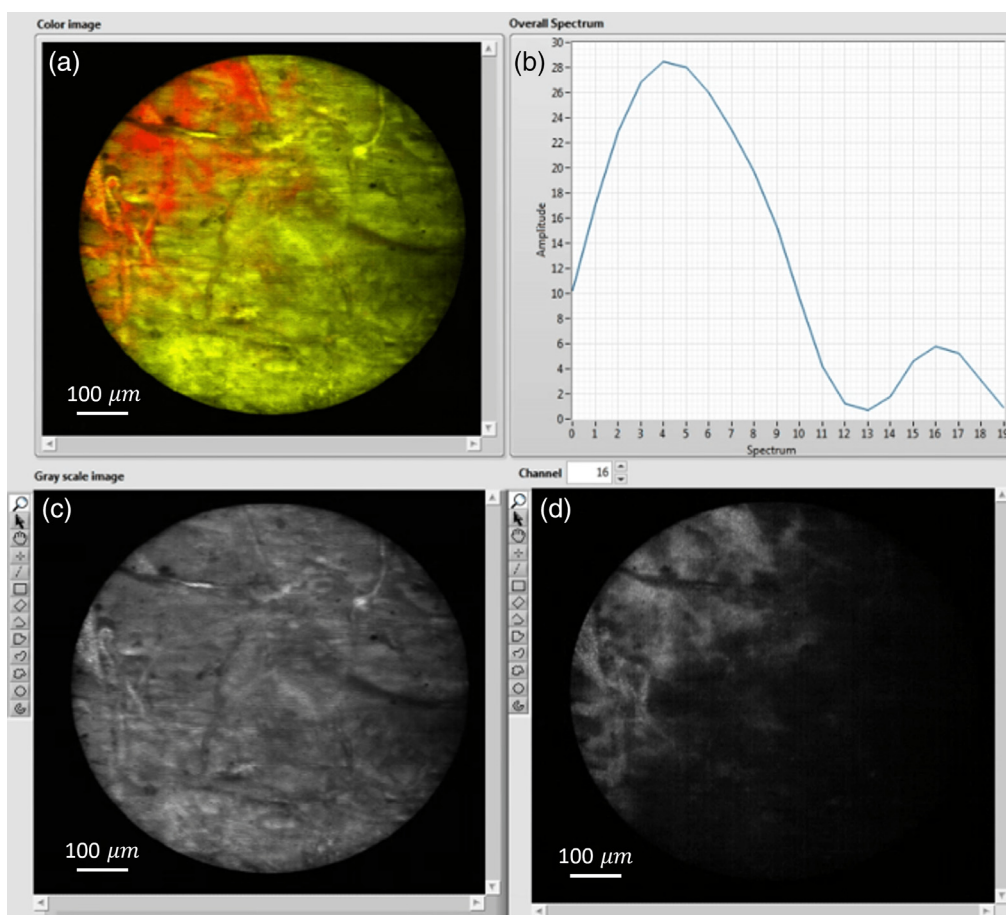 Color image
(a)
100 μm
Overall Spectrum
(b)
30
28
26
24
22
20
18
16
14
12
10
8
6
4
2
0
Amplitude
0 1 2 3 4 5 6 7 8 9 10 11 12 13 14 15 16 17 18 19
Spectrum
Gray scale image
(c)
100 μm
Channel 16
(d)
100 μm